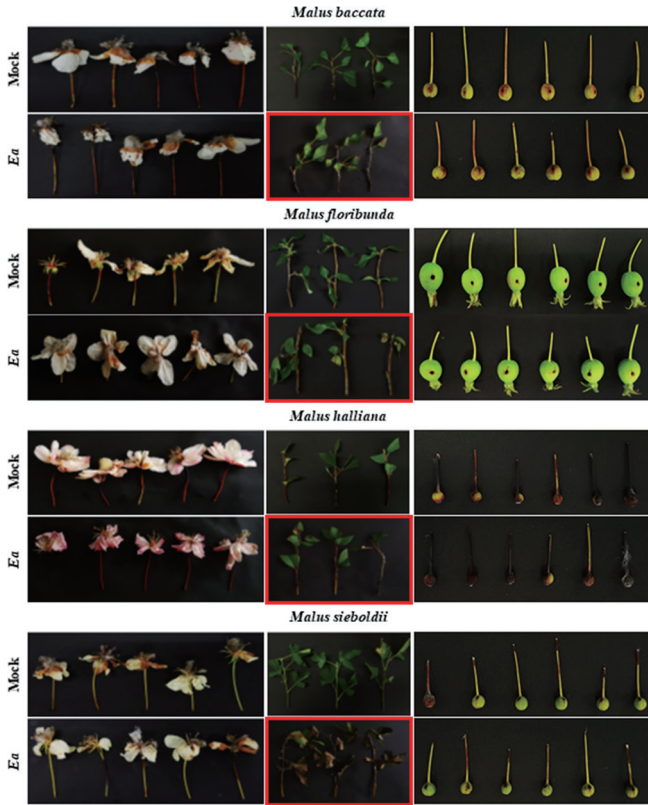 Malus baccata
Mock
Ea
Malus floribunda
Mock
Ea
Malus halliana
Mock
Ea
Malus sieboldii
Mock
Ea